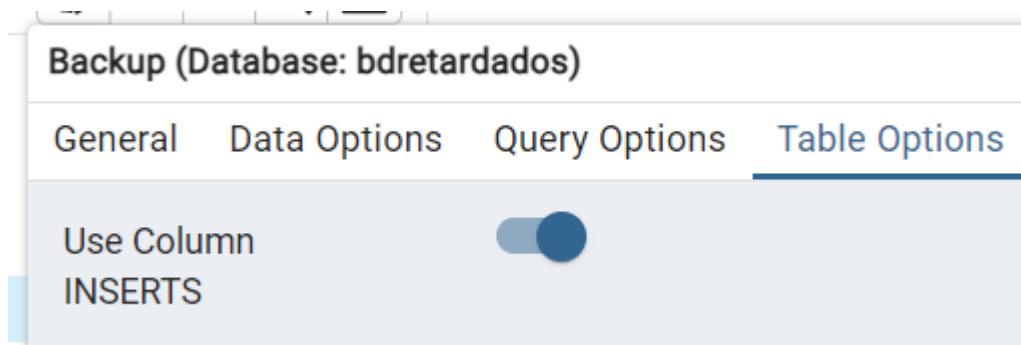 Backup (Database: bdretardados)
General Data Options Query Options Table Options
Use Column
INSERTS